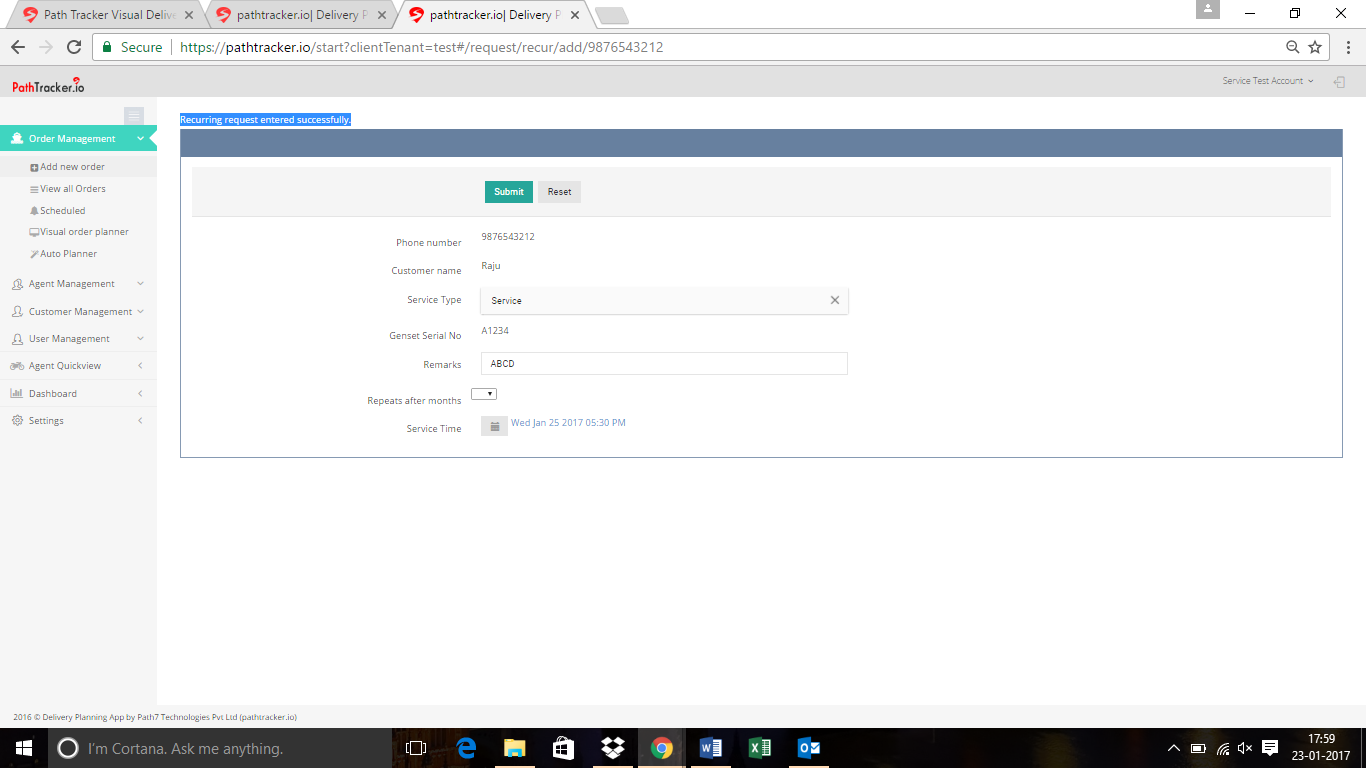 Path Tracker Visual Delive
pathtracker.io| Delivery P
pathtracker.io| Delivery P
Secure
https://pathtracker.io/start?clientTenant=test#/request/recur/add/9876543212
PathTracker.io
Service Test Account
Recurring request entered successfully.
Order Management
Add new order
View all Orders
Scheduled
Visual order planner
Auto Planner
Agent Management
Customer Management
User Management
Agent Quickview
Dashboard
Settings
Submit
Reset
Phone number
9876543212
Customer name
Raju
Service Type
Service
Genset Serial No
A1234
Remarks
ABCD
Repeats after months
Service Time
Wed Jan 25 2017 05:30 PM
2016 © Delivery Planning App by Path7 Technologies Pvt Ltd (pathtracker.io)
I'm Cortana. Ask me anything.
17:59
23-01-2017